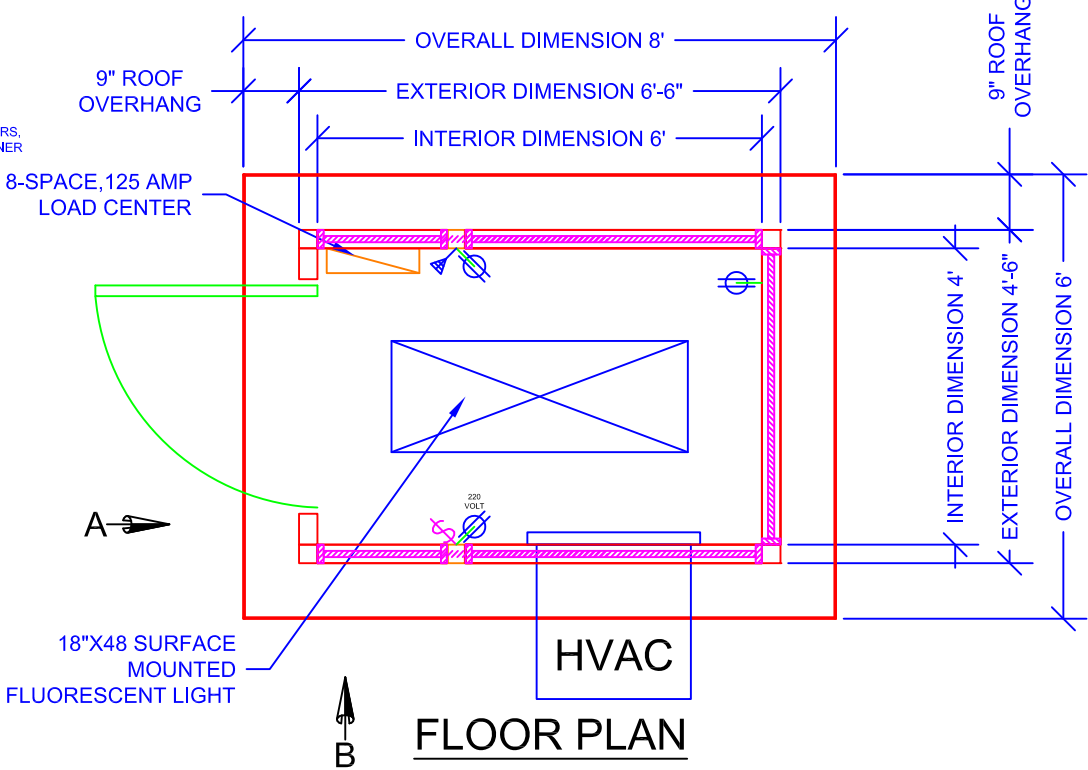 OVERALL DIMENSION 8'
9" ROOF
OVERHANG
EXTERIOR DIMENSION 6'-6"
INTERIOR DIMENSION 6'
9" ROOF
OVERHANG
8-SPACE,125 AMP
LOAD CENTER
INTERIOR DIMENSION 4'
EXTERIOR DIMENSION 4'-6"
OVERALL DIMENSION 6'
220
VOLT
A
18"X48 SURFACE
MOUNTED
FLUORESCENT LIGHT
HVAC
B
FLOOR PLAN